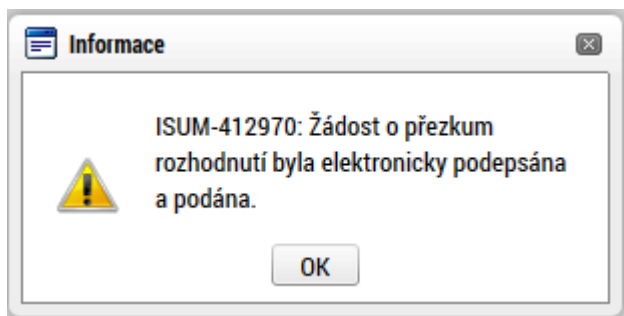 Informace
ISUM-412970: Žádost o přezkum
rozhodnutí byla elektronicky podepsána
a podána.
OK